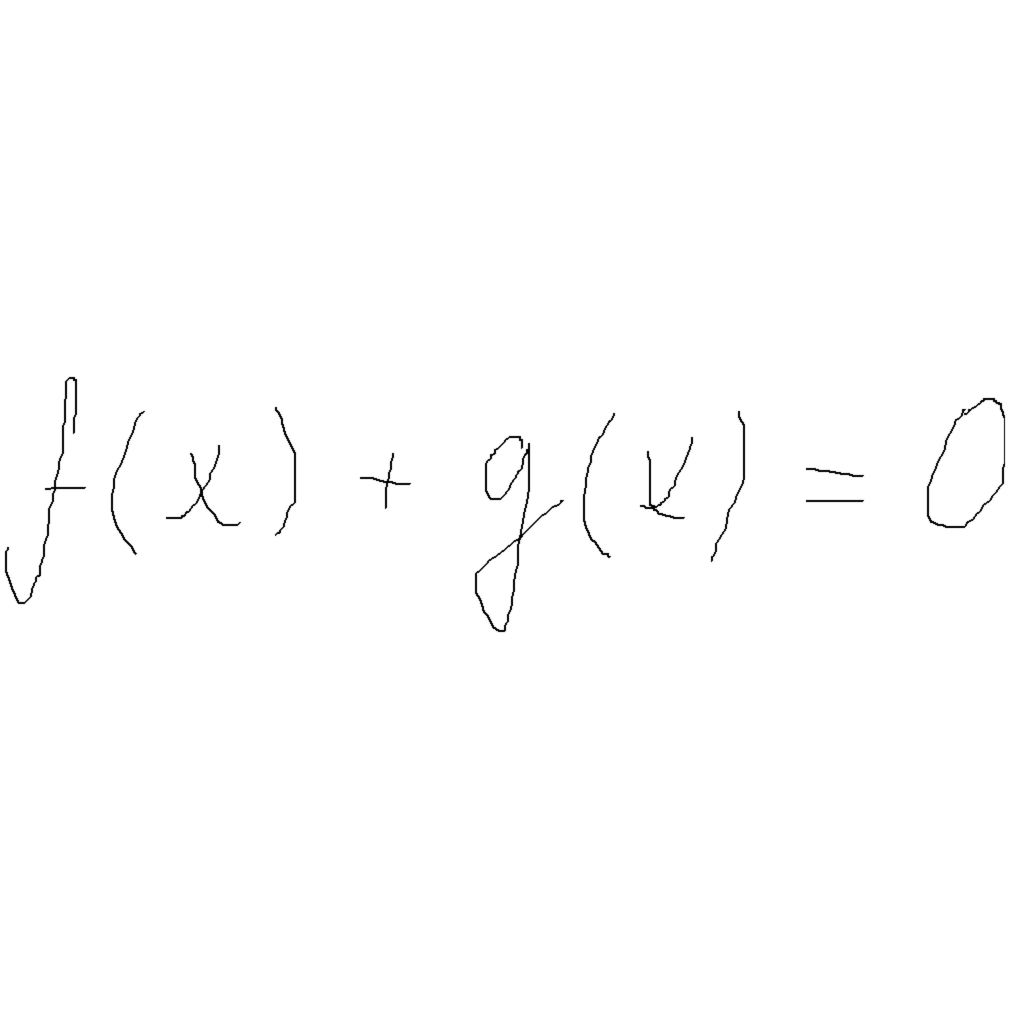 f(x) + g(x) = 0